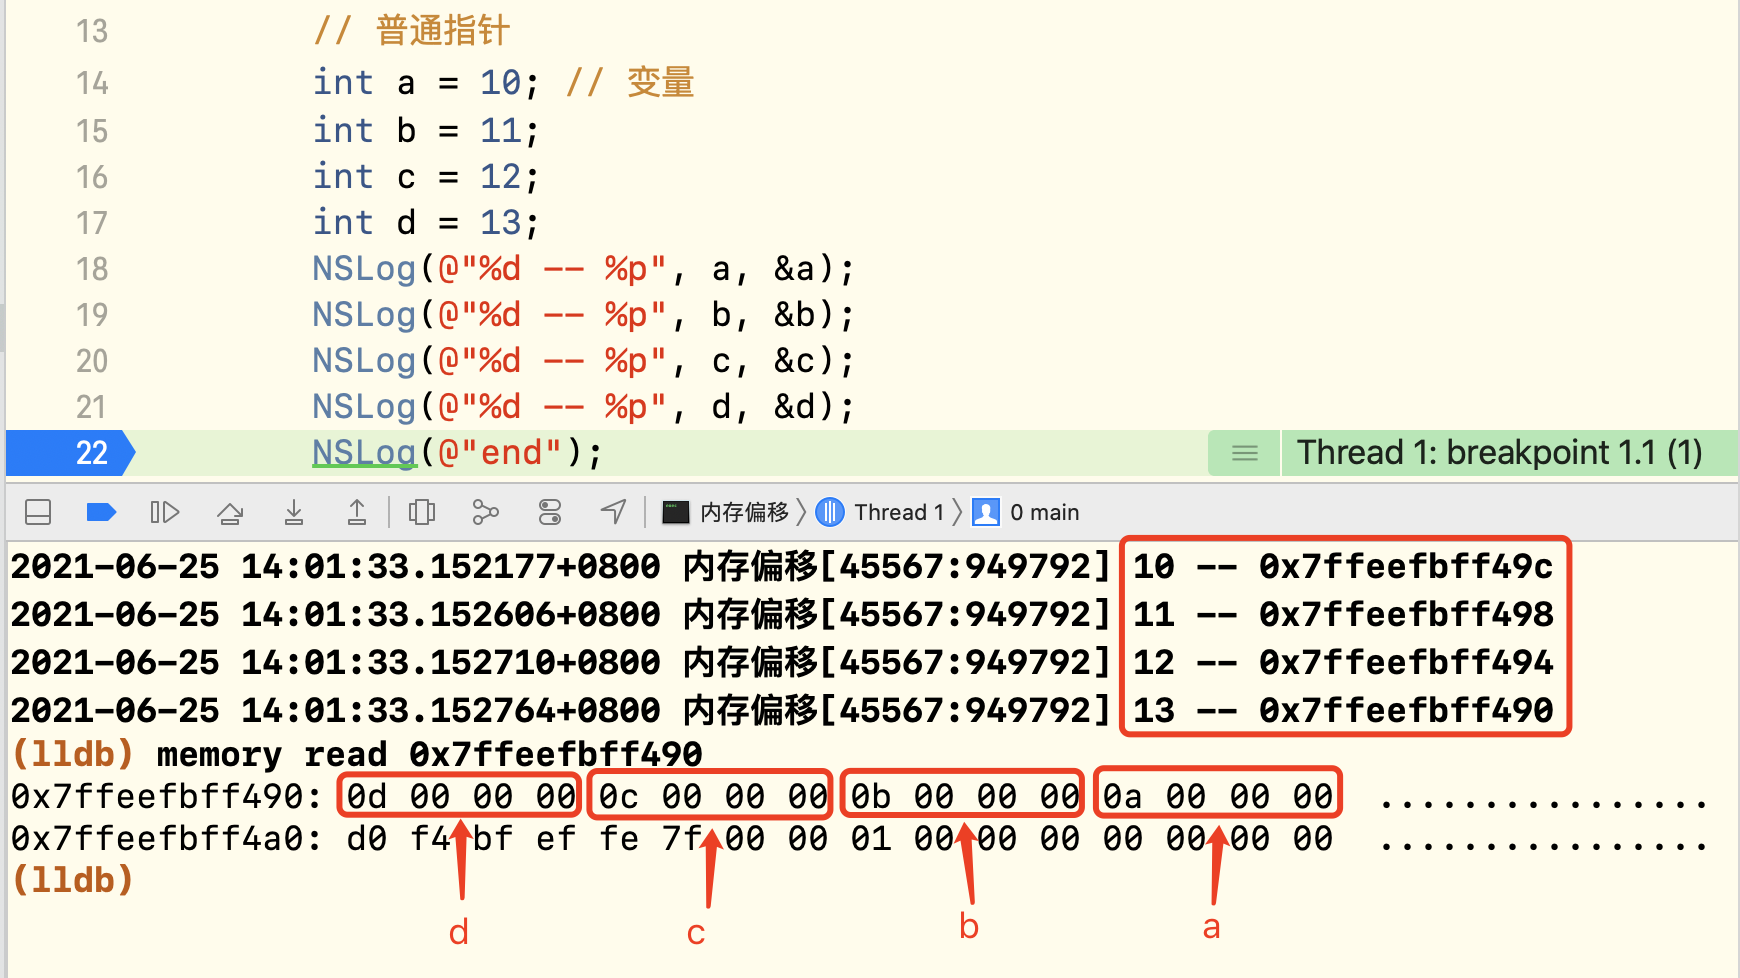 13 // 普通指针
14 int a = 10; // 变量
15 int b = 11;
16 int c = 12;
17 int d = 13;
18 NSLog(@"%d -- %p", a, &a);
19 NSLog(@"%d -- %p", b, &b);
20 NSLog(@"%d -- %p", c, &c);
21 NSLog(@"%d -- %p", d, &d);
22 NSLog(@"end"); Thread 1: breakpoint 1.1 (1)
内存偏移 〉 Thread 1 〉 0 main
2021-06-25 14:01:33.152177+0800 内存偏移[45567:949792] 10 -- 0x7ffeefbff49c
2021-06-25 14:01:33.152606+0800 内存偏移[45567:949792] 11 -- 0x7ffeefbff498
2021-06-25 14:01:33.152710+0800 内存偏移[45567:949792] 12 -- 0x7ffeefbff494
2021-06-25 14:01:33.152764+0800 内存偏移[45567:949792] 13 -- 0x7ffeefbff490
(lldb) memory read 0x7ffeefbff490
0x7ffeefbff490: 0d 00 00 00 0c 00 00 00 0b 00 00 00 0a 00 00 00 ................
0x7ffeefbff4a0: d0 f4 bf ef fe 7f 00 00 01 00 00 00 00 00 00 00 ................
(lldb)
d c b a